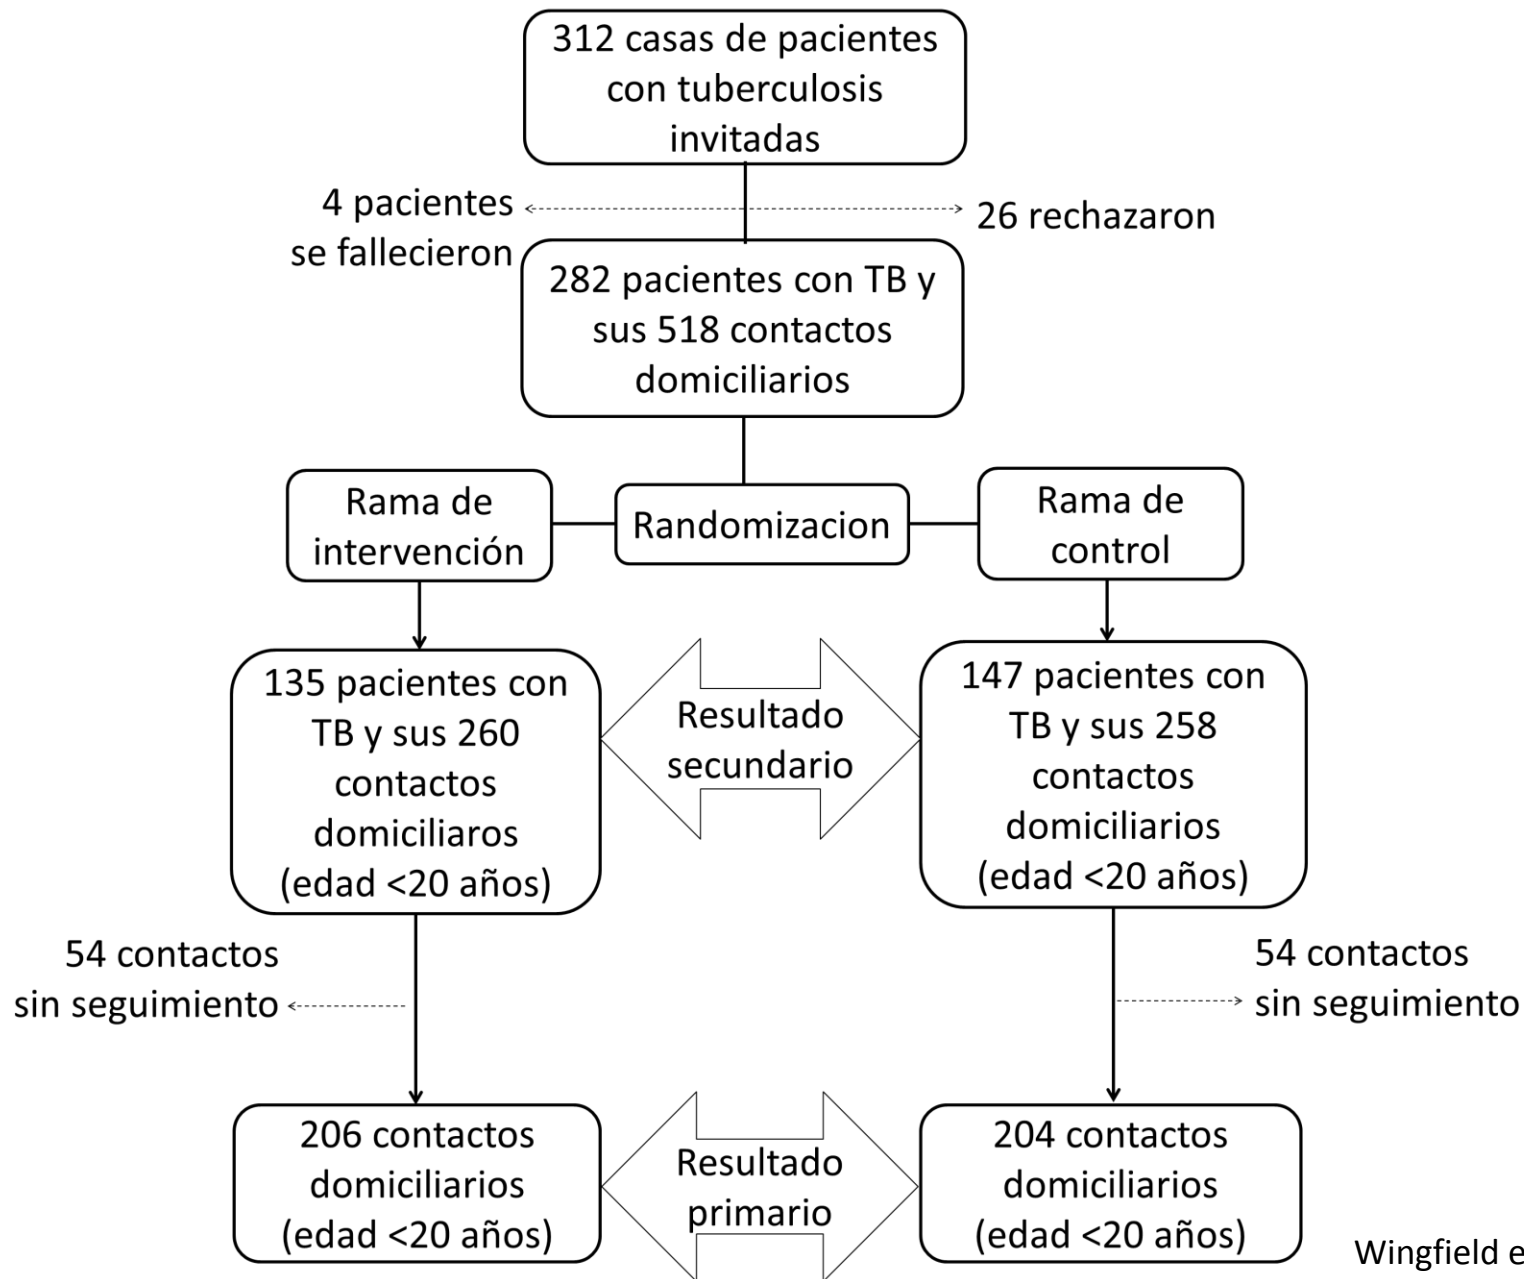 312 casas de pacientes
con tuberculosis
invitadas
4 pacientes
se fallecieron
26 rechazaron
282 pacientes con TB y
sus 518 contactos
domiciliarios
Rama de
intervención
Randomizacion
Rama de
control
135 pacientes con
TB y sus 260
contactos
domiciliaros
(edad <20 años)
Resultado
secundario
147 pacientes con
TB y sus 258
contactos
domiciliarios
(edad <20 años)
54 contactos
sin seguimiento
54 contactos
sin seguimiento
206 contactos
domiciliarios
(edad <20 años)
Resultado
primario
204 contactos
domiciliarios
(edad <20 años)
Wingfield e